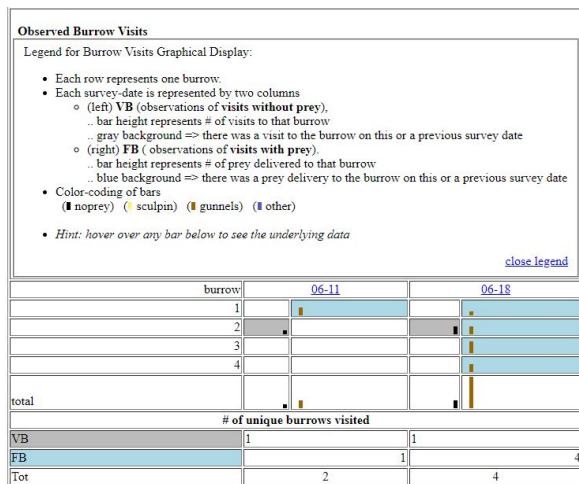 Observed Burrow Visits
Legend for Burrow Visits Graphical Display:
• Each row represents one burrow.
• Each survey-date is represented by two columns
○ (left) VB (observations of visits without prey),
.. bar height represents # of visits to that burrow
.. gray background => there was a visit to the burrow on this or a previous survey date
○ (right) FB ( observations of visits with prey).
.. bar height represents # of prey delivered to that burrow
.. blue background => there was a prey delivery to the burrow on this or a previous survey date
• Color-coding of bars
( noprey) ( sculpin) ( gunnels) ( other)
• Hint: hover over any bar below to see the underlying data
close legend
burrow 06-11 06-18
1
2
3
4
total
# of unique burrows visited
VB 1 1
FB 1 4
Tot 2 4